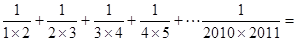 1/1×2 + 1/2×3 + 1/3×4 + 1/4×5 + ⋯ 1/2010×2011 =